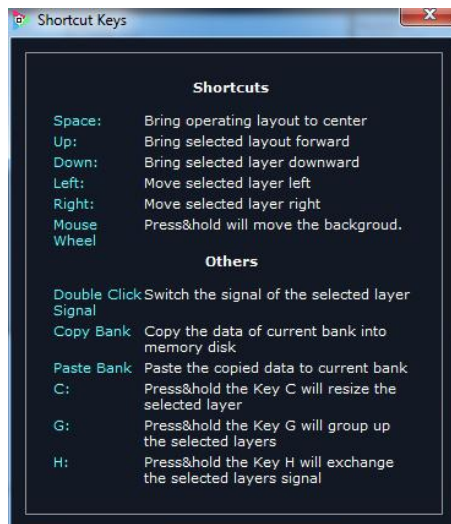 Shortcut Keys
Shortcuts
Space: Bring operating layout to center
Up: Bring selected layout forward
Down: Bring selected layer downward
Left: Move selected layer left
Right: Move selected layer right
Mouse Press&hold will move the backgroud.
Wheel
Others
Double Click Switch the signal of the selected layer
Signal
Copy Bank Copy the data of current bank into
memory disk
Paste Bank Paste the copied data to current bank
C: Press&hold the Key C will resize the
selected layer
G: Press&hold the Key G will group up
the selected layers
H: Press&hold the Key H will exchange
the selected layers signal